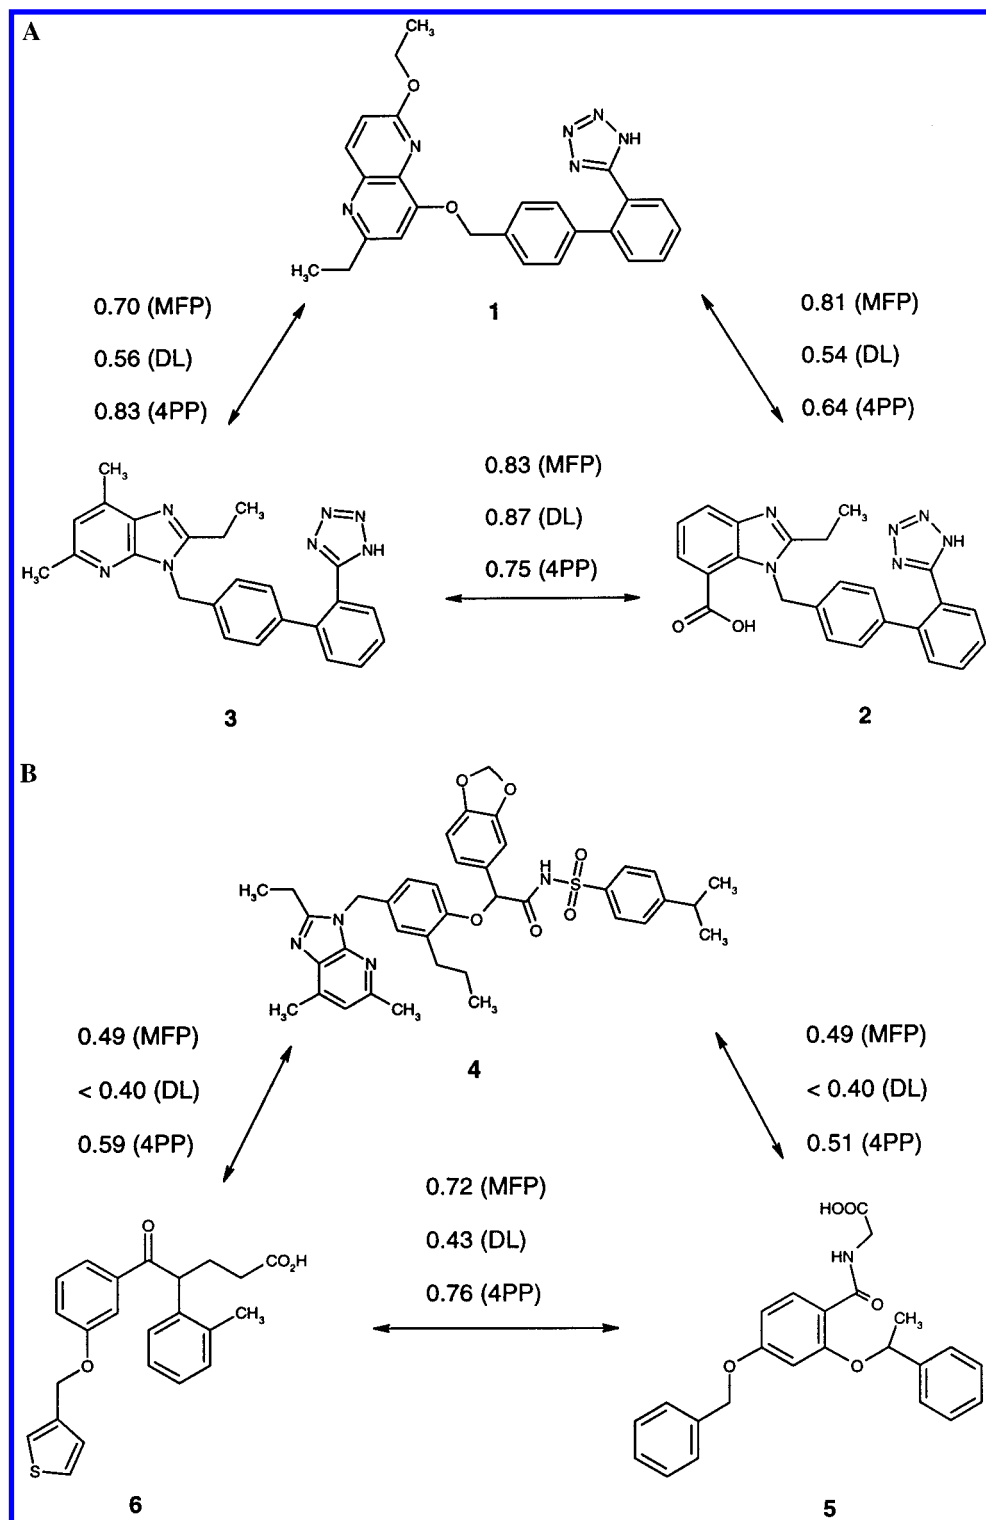 A
CH₃
O
N
N
O
H₃C
N
N
N
NH
1
0.70 (MFP)
0.56 (DL)
0.83 (4PP)
0.81 (MFP)
0.54 (DL)
0.64 (4PP)
0.83 (MFP)
0.87 (DL)
0.75 (4PP)
CH₃
CH₃
N
N
N
CH₃
N
N
N
NH
3
N
CH₃
N
O
OH
N
N
N
NH
2
B
O
O
H
N
O
S
O
O
O
CH₃
CH₃
H₃C
N
N
N
H₃C
CH₃
CH₃
4
0.49 (MFP)
< 0.40 (DL)
0.59 (4PP)
0.49 (MFP)
< 0.40 (DL)
0.51 (4PP)
0.72 (MFP)
0.43 (DL)
0.76 (4PP)
O
CO₂H
CH₃
O
S
6
HOOC
HN
O
CH₃
O
O
5